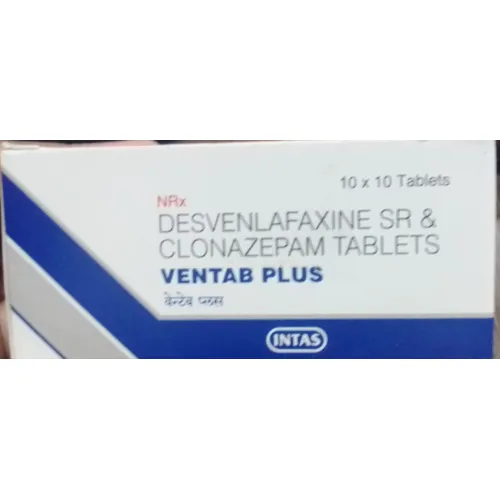 10 x 10 Tablets
NRx
DESVENLAFAXINE SR &
CLONAZEPAM TABLETS
VENTAB PLUS
वेन्टेब प्लस
INTAS